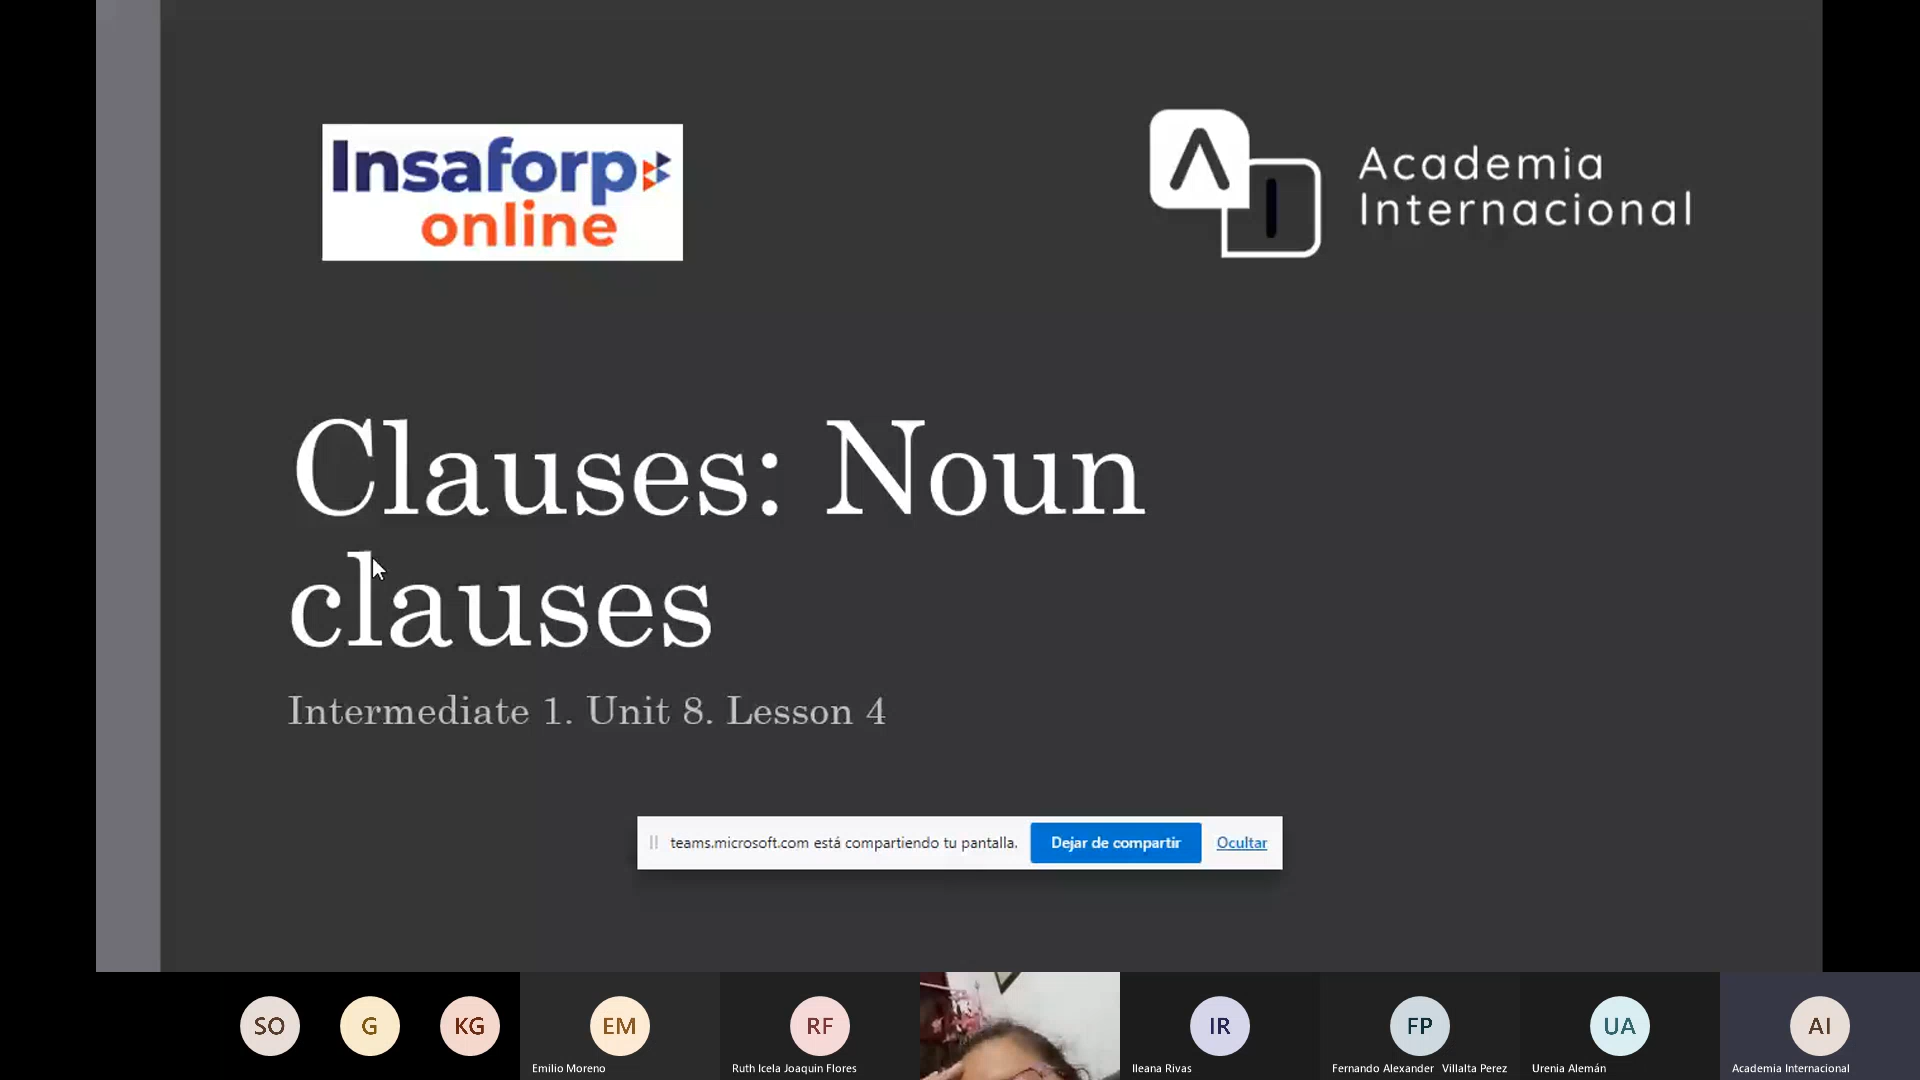 Insaforp
online
Academia
Internacional
Clauses: Noun
clauses
Intermediate 1. Unit 8. Lesson 4
teams.microsoft.com está compartiendo tu pantalla. Dejar de compartir Ocultar
SO G KG EM RF IR FP UA AI
Emilio Moreno Ruth Icela Joaquin Flores Ileana Rivas Fernando Alexander Villalta Perez Urenia Alemán Academia Internacional